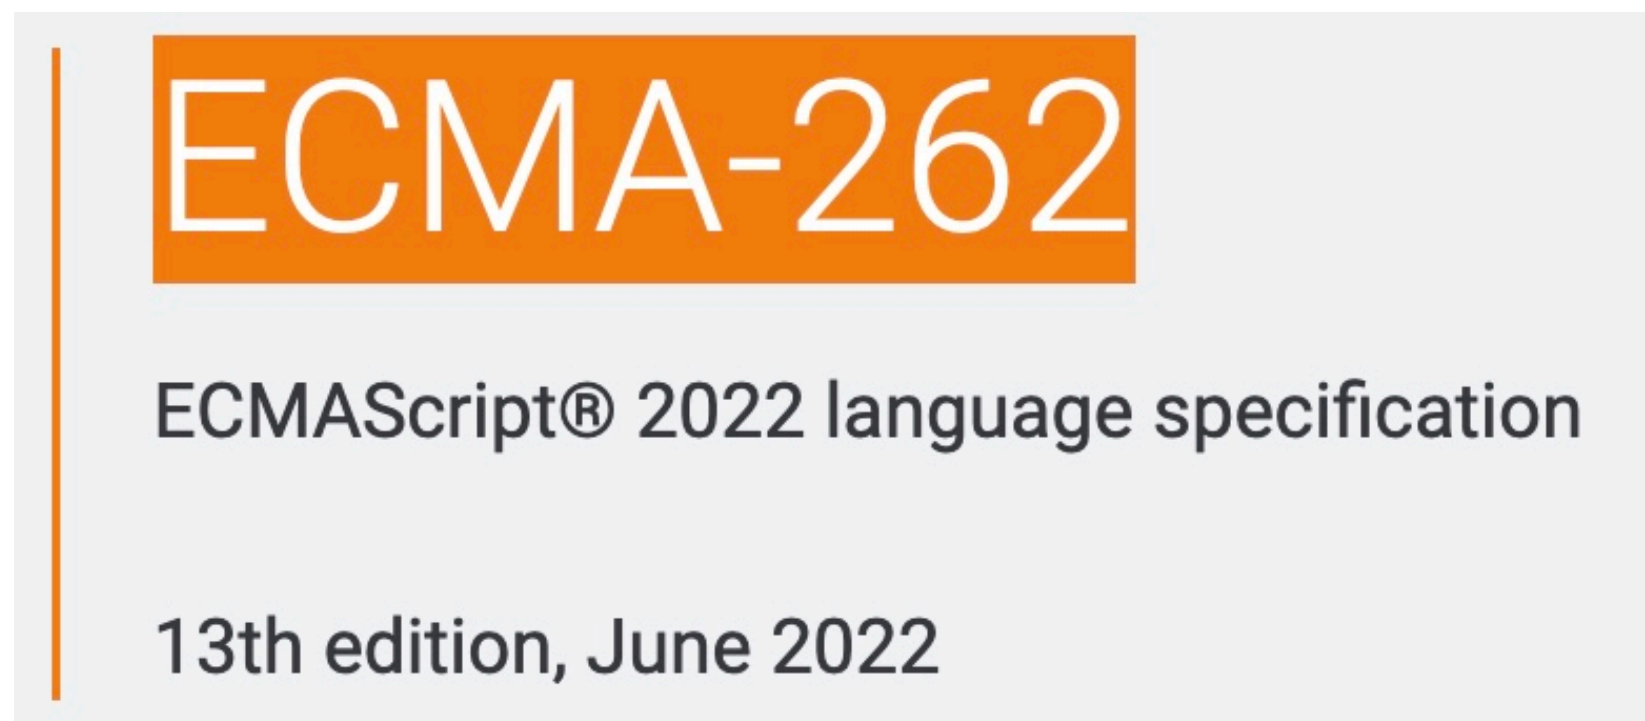 ECMA-262
ECMAScript® 2022 language specification
13th edition, June 2022